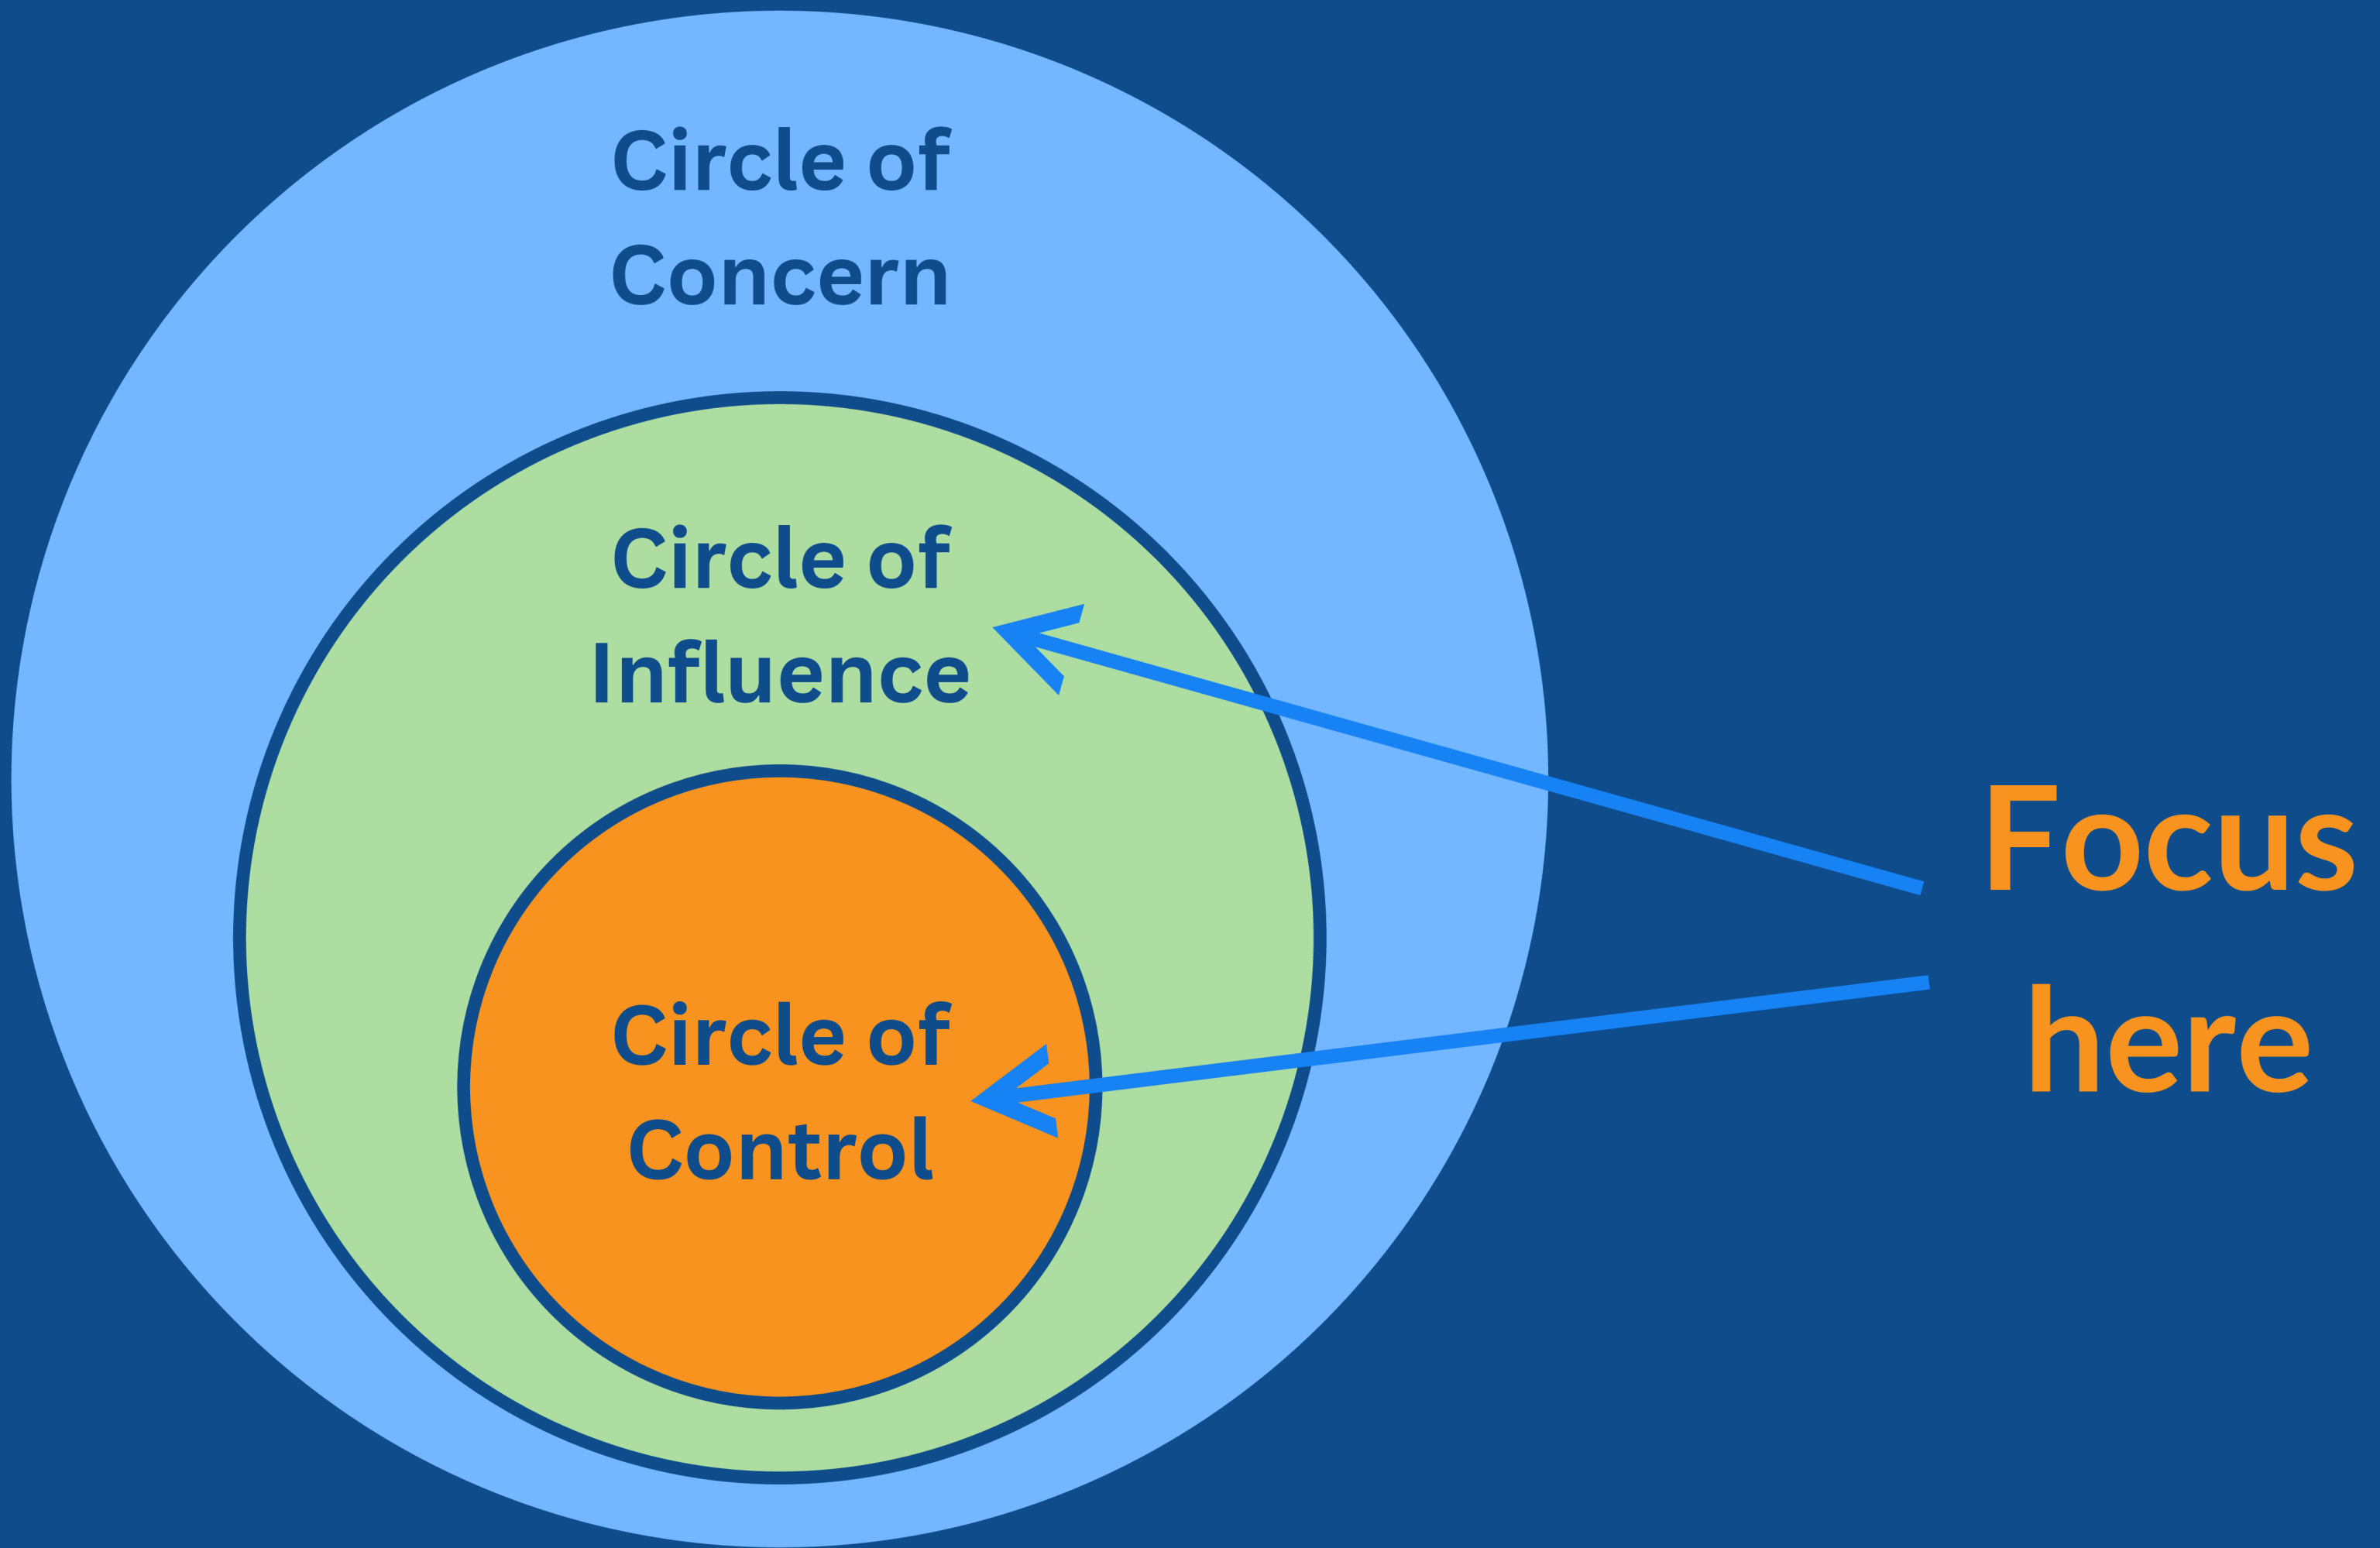 Circle of
Concern
Circle of
Influence
Circle of
Control
Focus
here